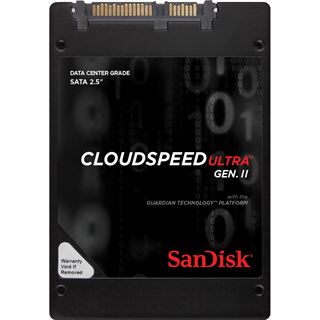 DATA CENTER GRADE
SATA 2.5"
CLOUDSPEED ULTRA™
GEN. II
with the
GUARDIAN TECHNOLOGY™ PLATFORM
Warranty
Void If
Removed
SanDisk®